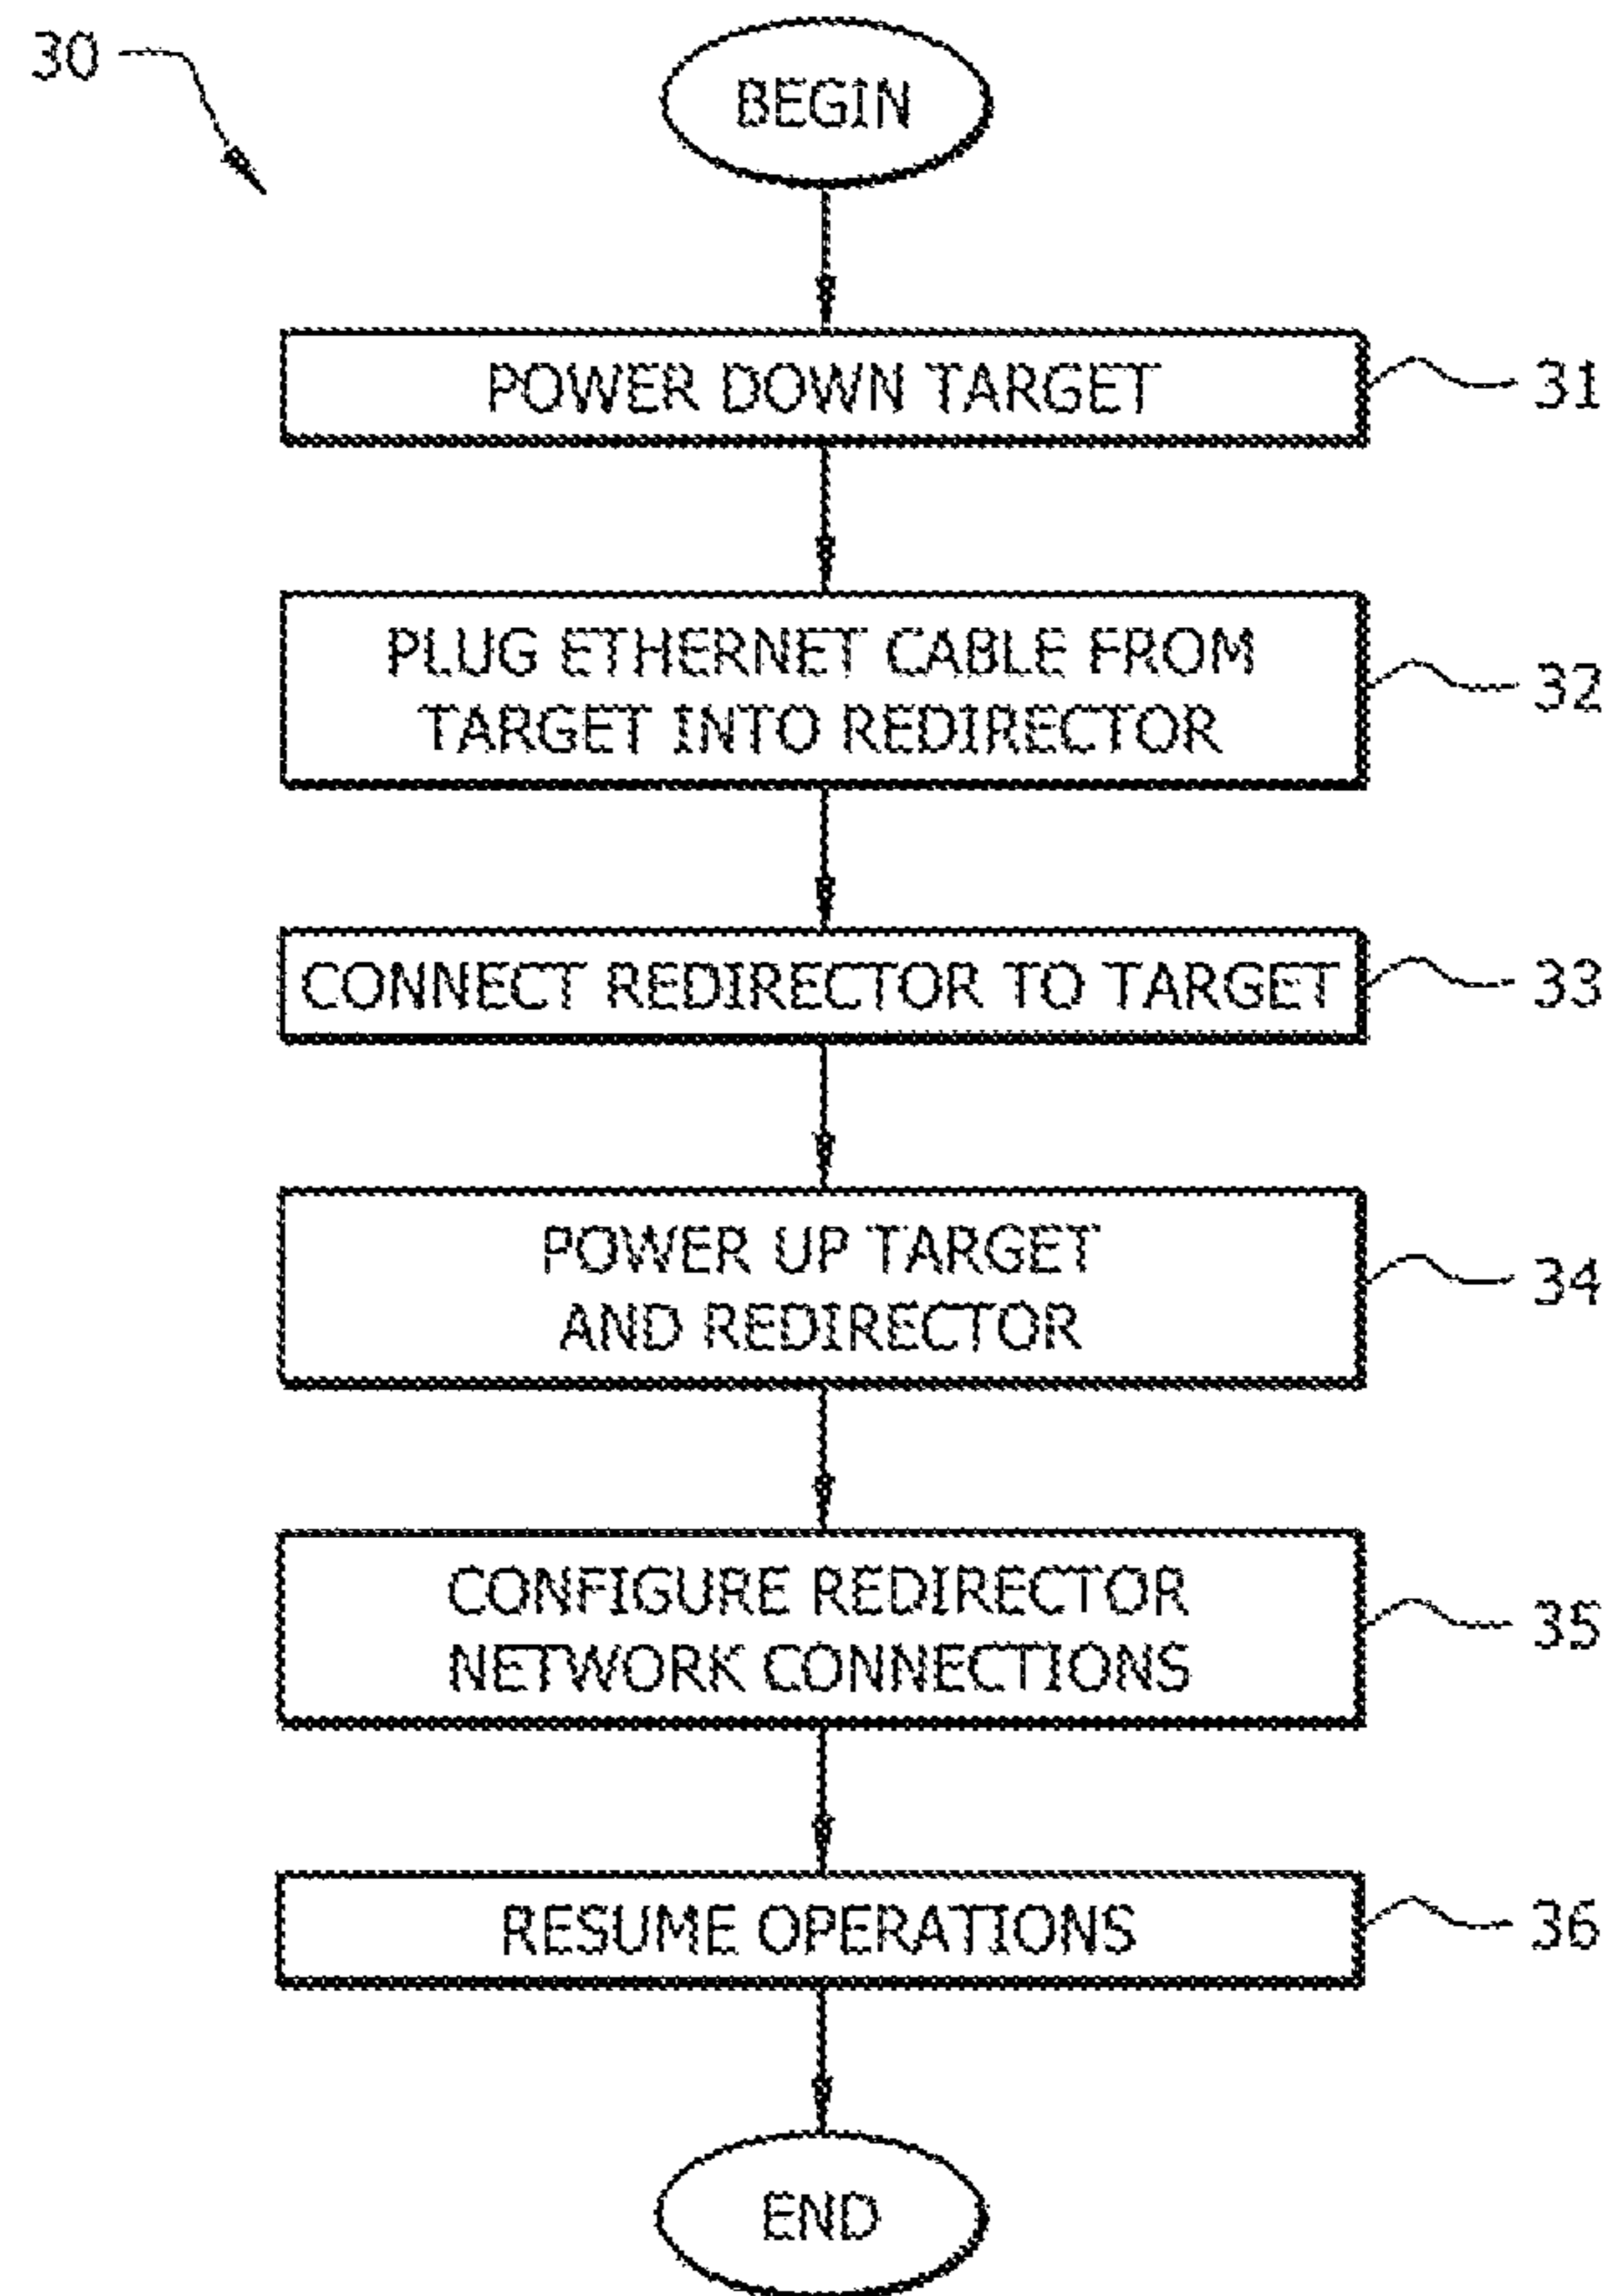 30
BEGIN
POWER DOWN TARGET
31
PLUG ETHERNET CABLE FROM
TARGET INTO REDIRECTOR
32
CONNECT REDIRECTOR TO TARGET
33
POWER UP TARGET
AND REDIRECTOR
34
CONFIGURE REDIRECTOR
NETWORK CONNECTIONS
35
RESUME OPERATIONS
36
END